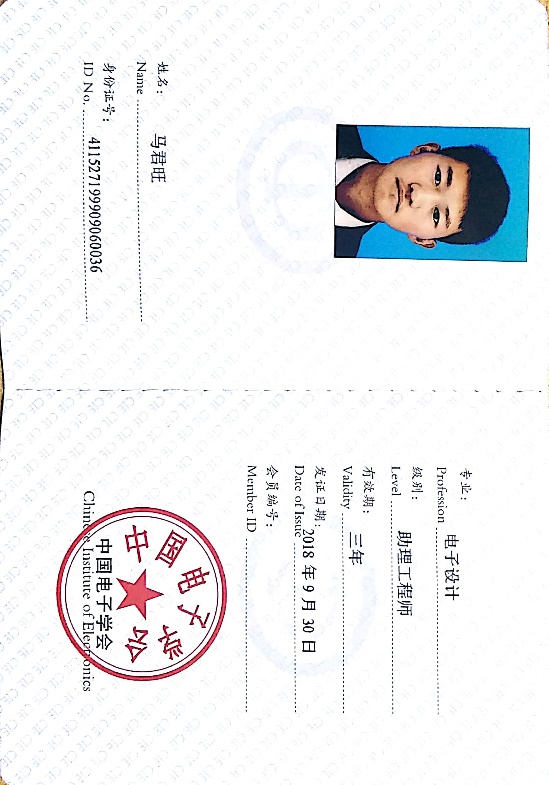 姓名：
马君旺
Name
身份证号：
411527199909060036
ID No.
专业：
电子设计
Profession
级别：
助理工程师
Level
有效期：
三年
Validity
发证日期：
2018 年 9 月 30 日
Date of Issue
会员编号：
Member ID
中国电子学会
中国电子学会
Chinese Institute of Electronics